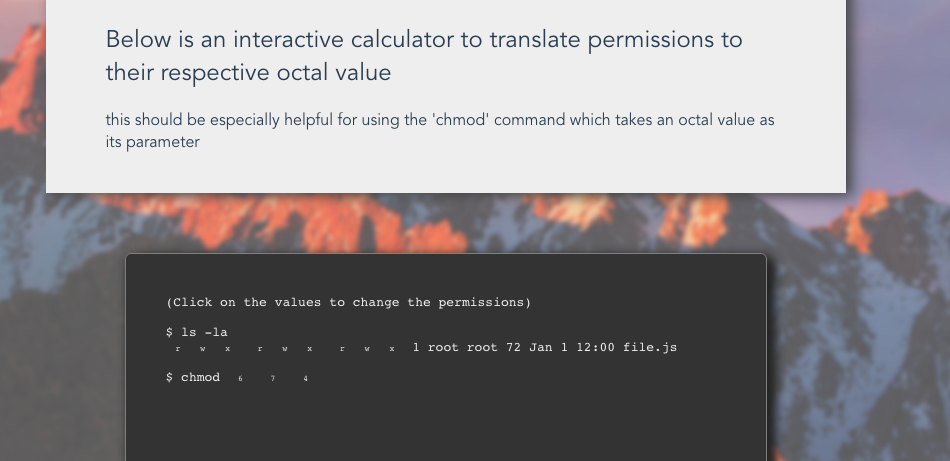 Below is an interactive calculator to translate permissions to
their respective octal value
this should be especially helpful for using the 'chmod' command which takes an octal value as
its parameter
(Click on the values to change the permissions)
$ ls -la
r w x r w x r w x 1 root root 72 Jan 1 12:00 file.js
$ chmod 6 7 4